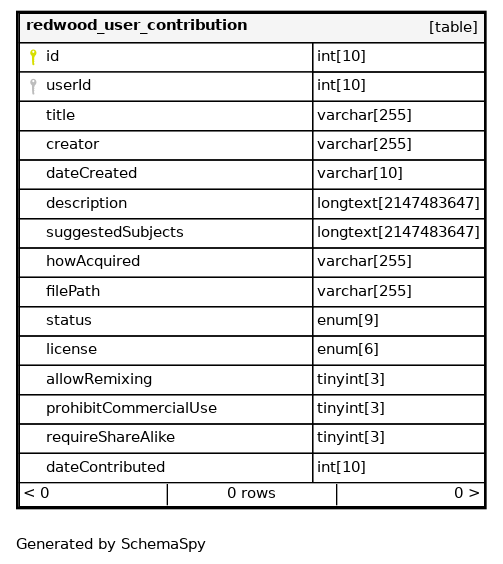 redwood_user_contribution [table]
id int[10]
userId int[10]
title varchar[255]
creator varchar[255]
dateCreated varchar[10]
description longtext[2147483647]
suggestedSubjects longtext[2147483647]
howAcquired varchar[255]
filePath varchar[255]
status enum[9]
license enum[6]
allowRemixing tinyint[3]
prohibitCommercialUse tinyint[3]
requireShareAlike tinyint[3]
dateContributed int[10]
< 0 0 rows 0 >
Generated by SchemaSpy